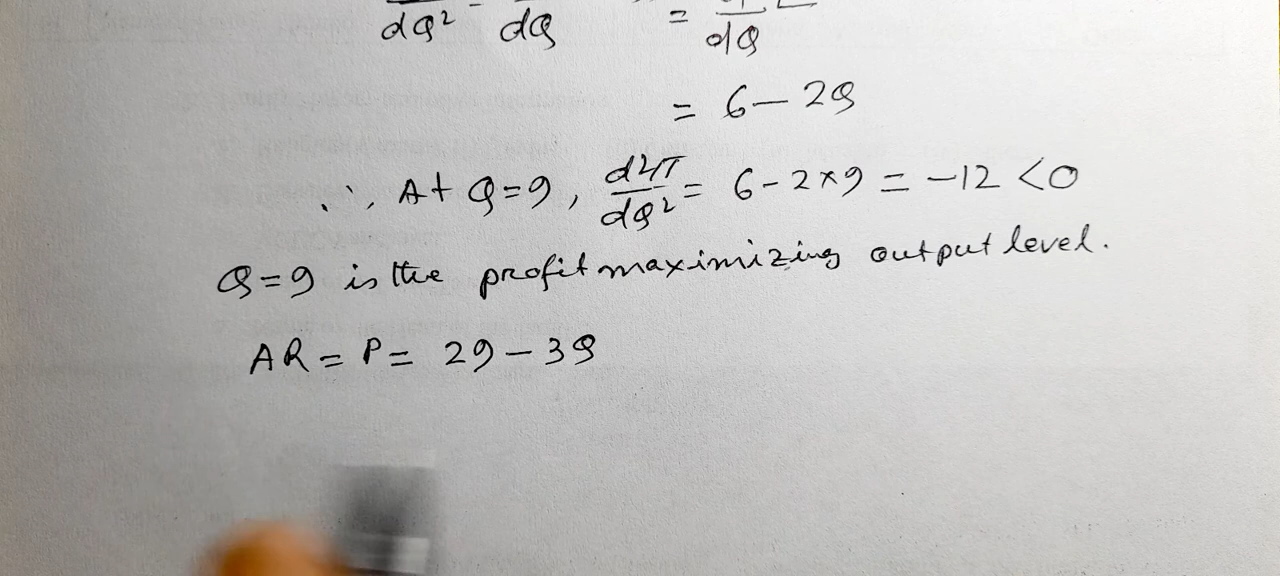 dQ² dQ = dQ
= 6 - 2Q
∴ At Q=9, d²π/dQ² = 6 - 2×9 = -12 <0
Q=9 is the profit maximizing output level.
AR = P = 29 - 3Q